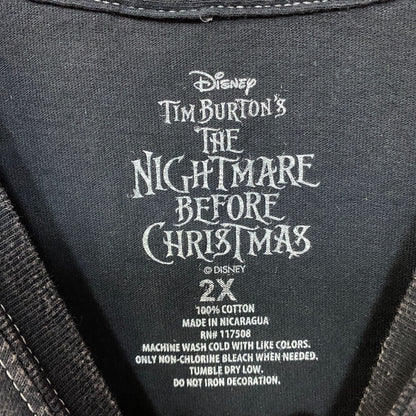 Disney
TIM BURTON'S
THE
NIGHTMARE
BEFORE
CHRISTMAS
© DISNEY
2X
100% COTTON
MADE IN NICARAGUA
RN# 117508
MACHINE WASH COLD WITH LIKE COLORS.
ONLY NON-CHLORINE BLEACH WHEN NEEDED.
TUMBLE DRY LOW.
DO NOT IRON DECORATION.